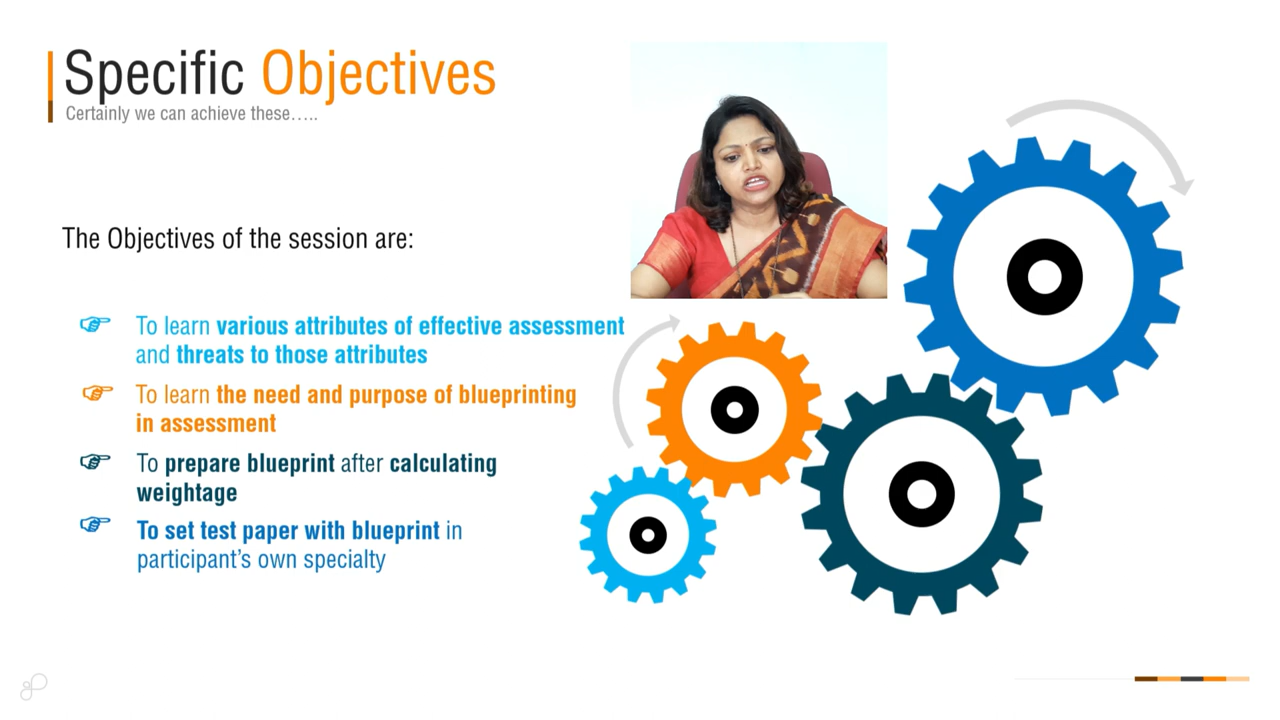 Specific Objectives
Certainly we can achieve these.....
The Objectives of the session are:
To learn various attributes of effective assessment
and threats to those attributes
To learn the need and purpose of blueprinting
in assessment
To prepare blueprint after calculating
weightage
To set test paper with blueprint in
participant’s own specialty